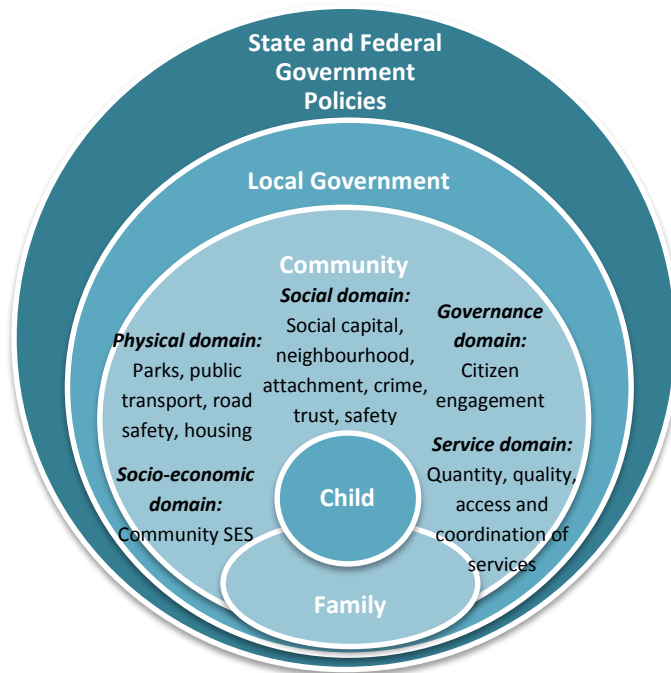 State and Federal
Government
Policies
Local Government
Community
Social domain:
Social capital,
neighbourhood,
attachment, crime,
trust, safety
Physical domain:
Parks, public
transport, road
safety, housing
Governance
domain:
Citizen
engagement
Socio-economic
domain:
Community SES
Service domain:
Quantity, quality,
access and
coordination of
services
Child
Family